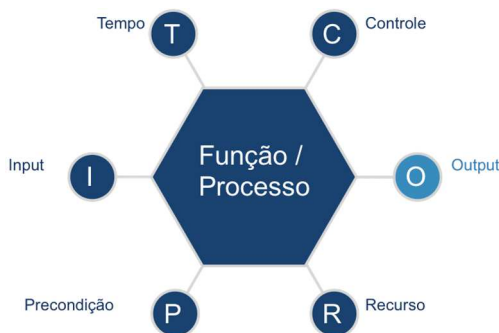 Tempo
T
C
Controle
Input
I
Função /
Processo
O
Output
Precondição
P
R
Recurso